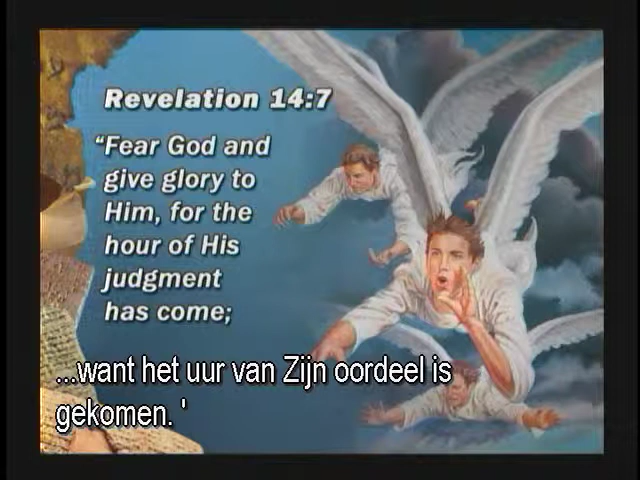 Revelation 14:7
“Fear God and
give glory to
Him, for the
hour of His
judgment
has come;
...want het uur van Zijn oordeel is
gekomen. '